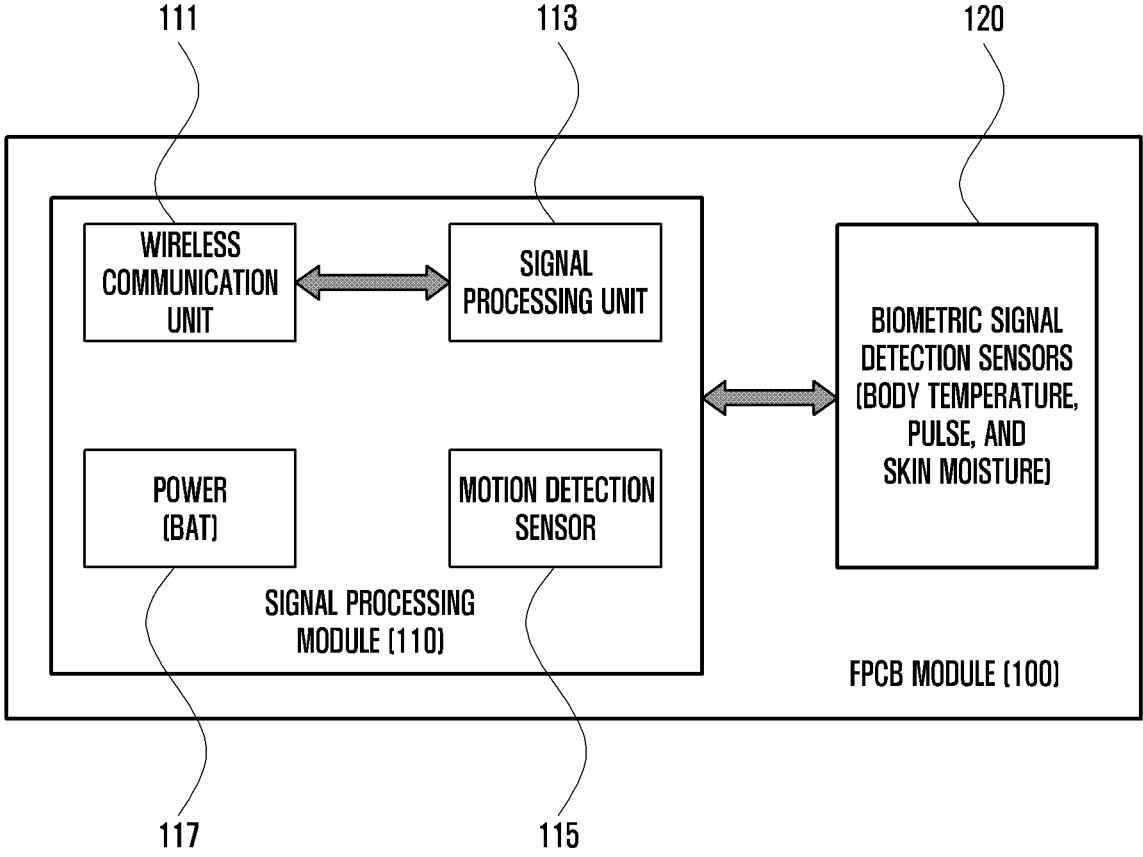 111
113
120
WIRELESS
COMMUNICATION
UNIT
SIGNAL
PROCESSING UNIT
BIOMETRIC SIGNAL
DETECTION SENSORS
(BODY TEMPERATURE,
PULSE, AND
SKIN MOISTURE)
POWER
(BAT)
MOTION DETECTION
SENSOR
SIGNAL PROCESSING
MODULE (110)
FPCB MODULE (100)
117
115